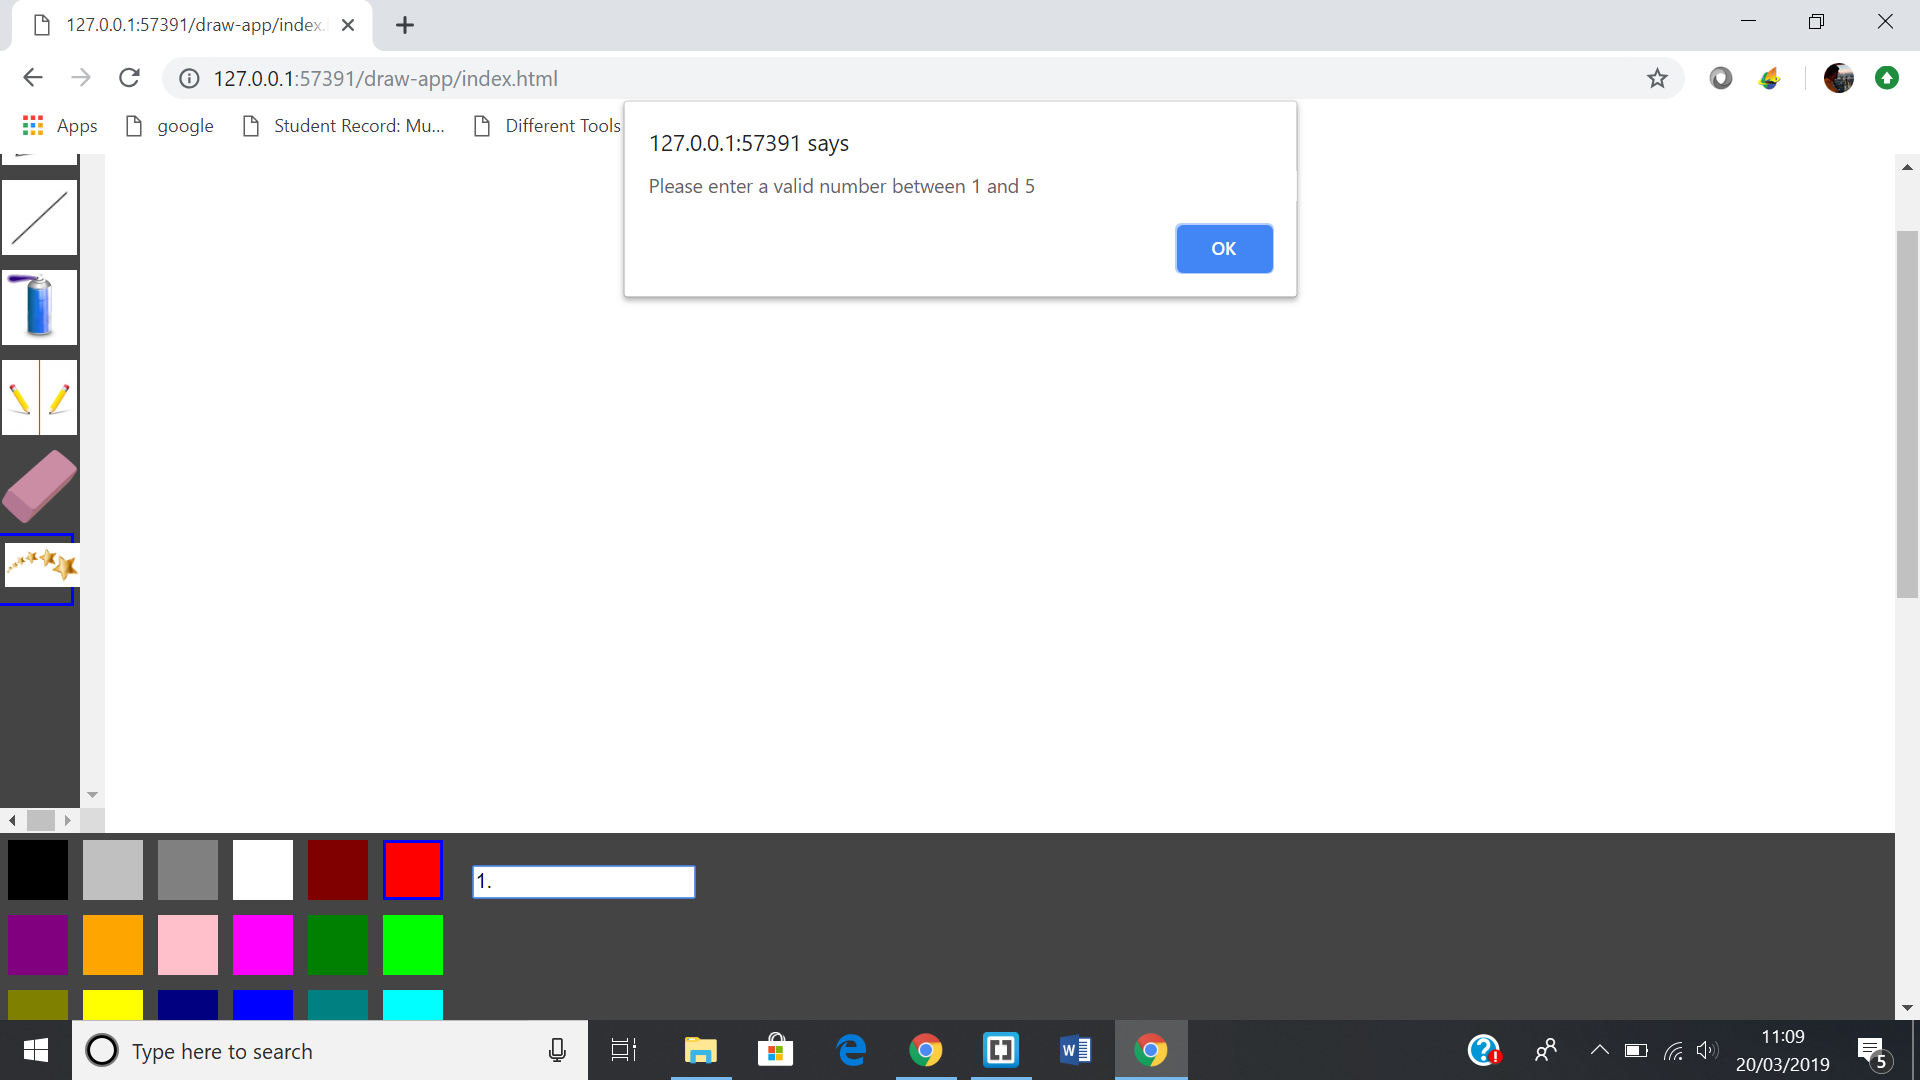 127.0.0.1:57391/draw-app/index.
127.0.0.1:57391/draw-app/index.html
Apps
google
Student Record: Mu...
Different Tools
127.0.0.1:57391 says
Please enter a valid number between 1 and 5
OK
1.
Type here to search
W
11:09
20/03/2019
5